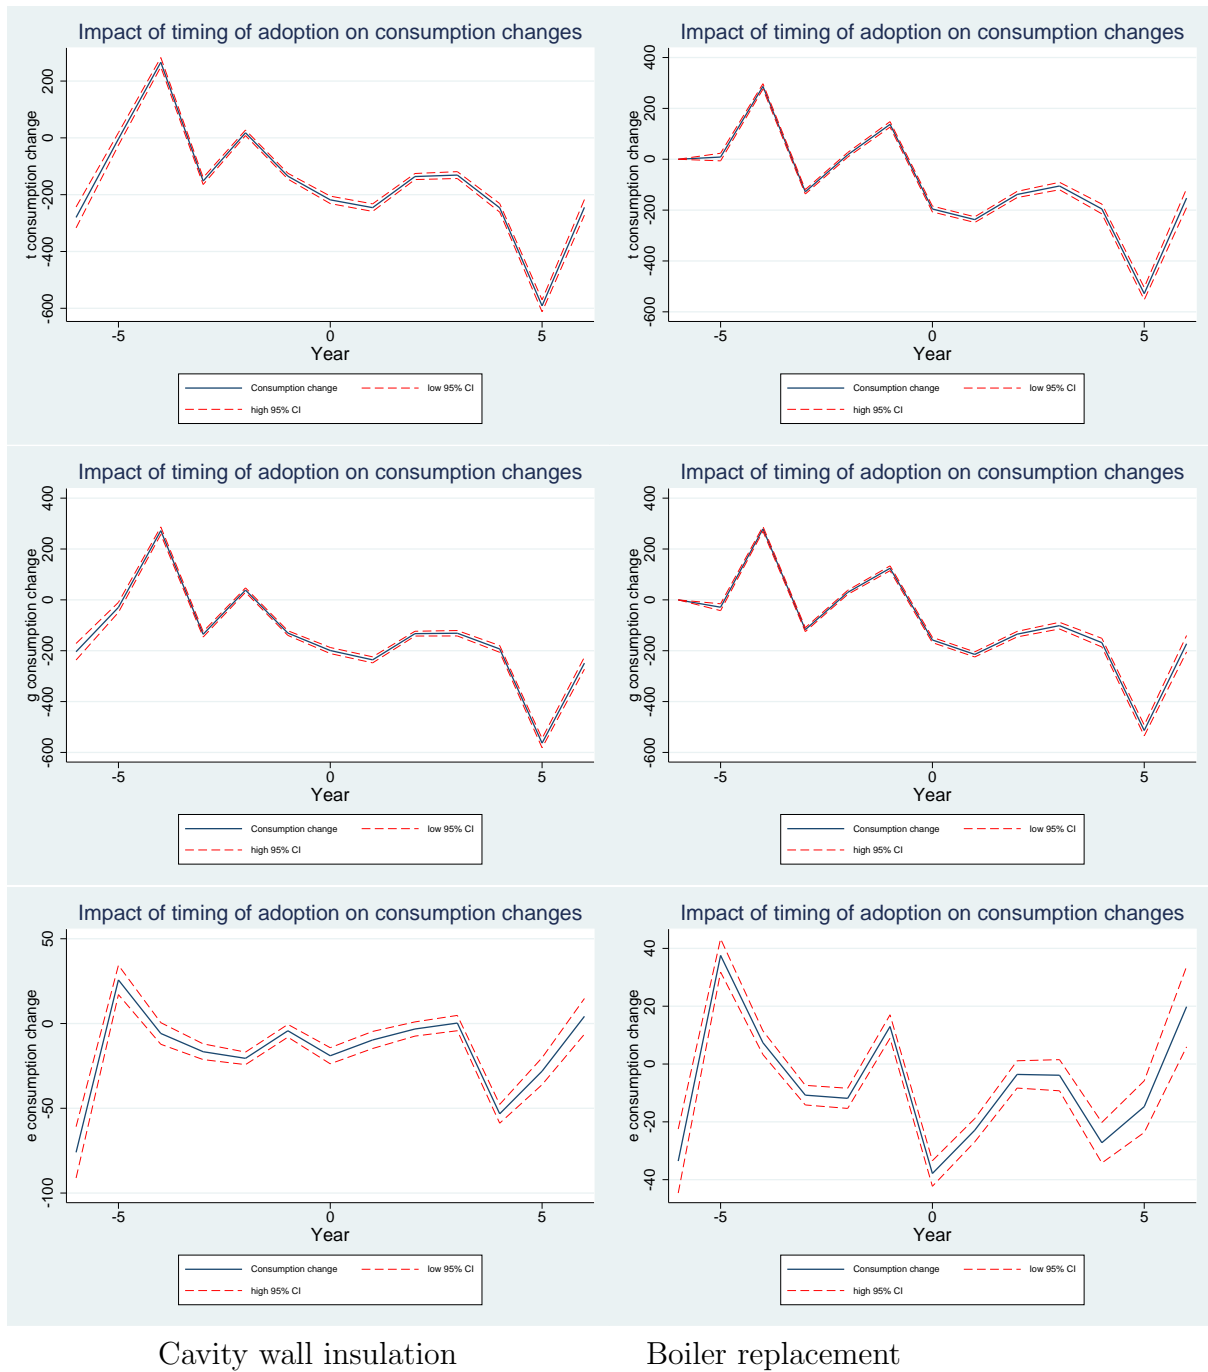 Impact of timing of adoption on consumption changes
t consumption change
200
0
-200
-400
-600
-5
0
5
Year
Consumption change
low 95% CI
high 95% CI
Impact of timing of adoption on consumption changes
t consumption change
400
200
0
-200
-400
-600
-5
0
5
Year
Consumption change
low 95% CI
high 95% CI
Impact of timing of adoption on consumption changes
g consumption change
400
200
0
-200
-400
-600
-5
0
5
Year
Consumption change
low 95% CI
high 95% CI
Impact of timing of adoption on consumption changes
g consumption change
400
200
0
-200
-400
-600
-5
0
5
Year
Consumption change
low 95% CI
high 95% CI
Impact of timing of adoption on consumption changes
e consumption change
50
0
-50
-100
-5
0
5
Year
Consumption change
low 95% CI
high 95% CI
Impact of timing of adoption on consumption changes
e consumption change
40
20
0
-20
-40
-5
0
5
Year
Consumption change
low 95% CI
high 95% CI
Cavity wall insulation
Boiler replacement